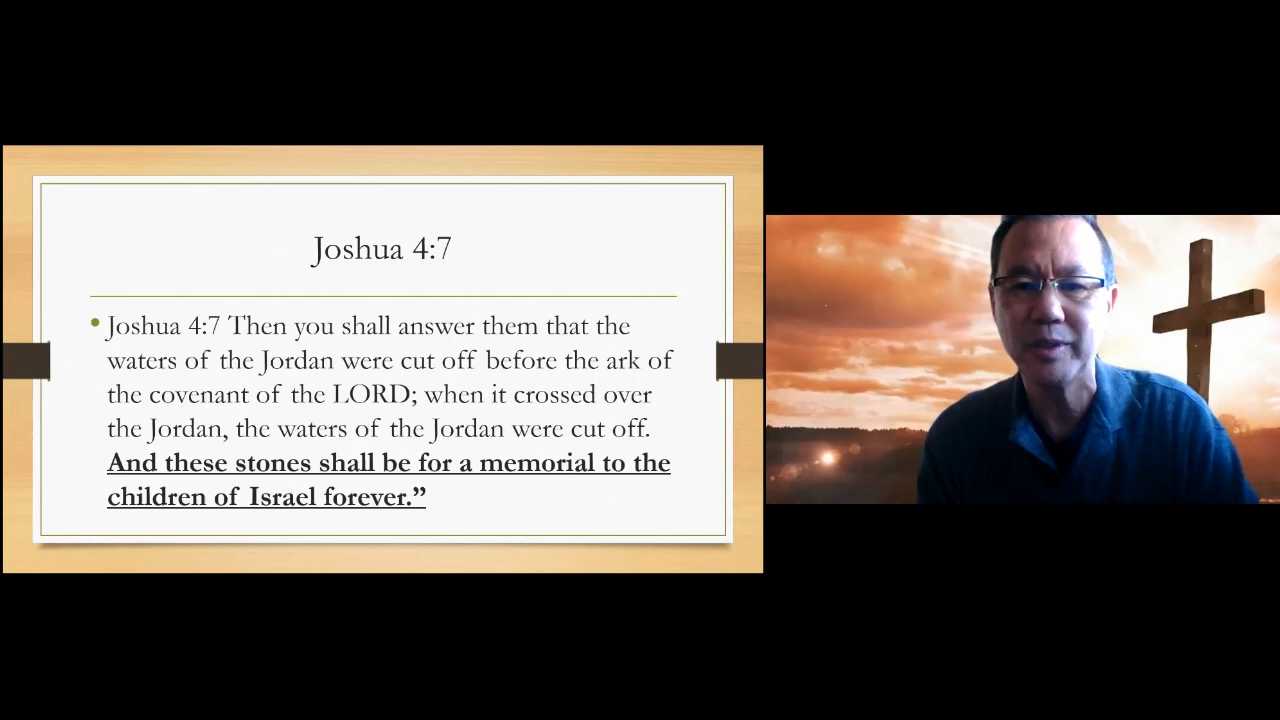 Joshua 4:7
• Joshua 4:7 Then you shall answer them that the
waters of the Jordan were cut off before the ark of
the covenant of the LORD; when it crossed over
the Jordan, the waters of the Jordan were cut off.
And these stones shall be for a memorial to the
children of Israel forever.”